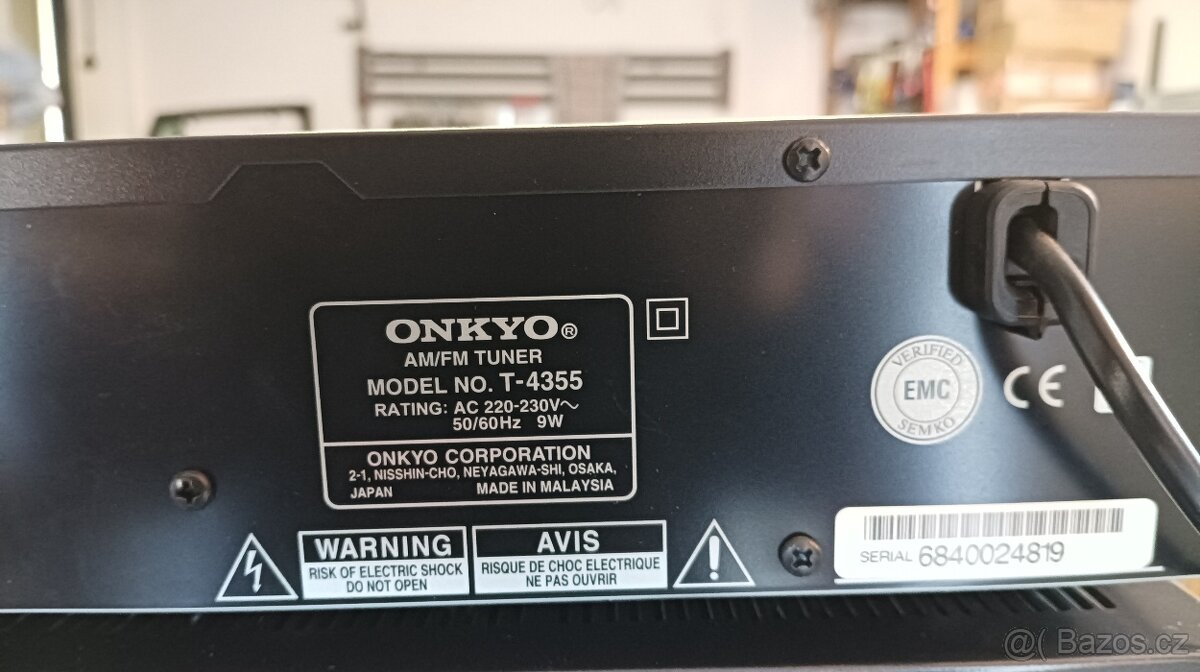 ONKYO®
AM/FM TUNER
MODEL NO. T-4355
RATING: AC 220-230V~
50/60Hz 9W
ONKYO CORPORATION
2-1, NISSHIN-CHO, NEYAGAWA-SHI, OSAKA,
JAPAN MADE IN MALAYSIA
VERIFIED
EMC
SEMKO
CE
WARNING
RISK OF ELECTRIC SHOCK
DO NOT OPEN
AVIS
RISQUE DE CHOC ELECTRIQUE
NE PAS OUVRIR
!
SERIAL 6840024819
@( Bazos.cz